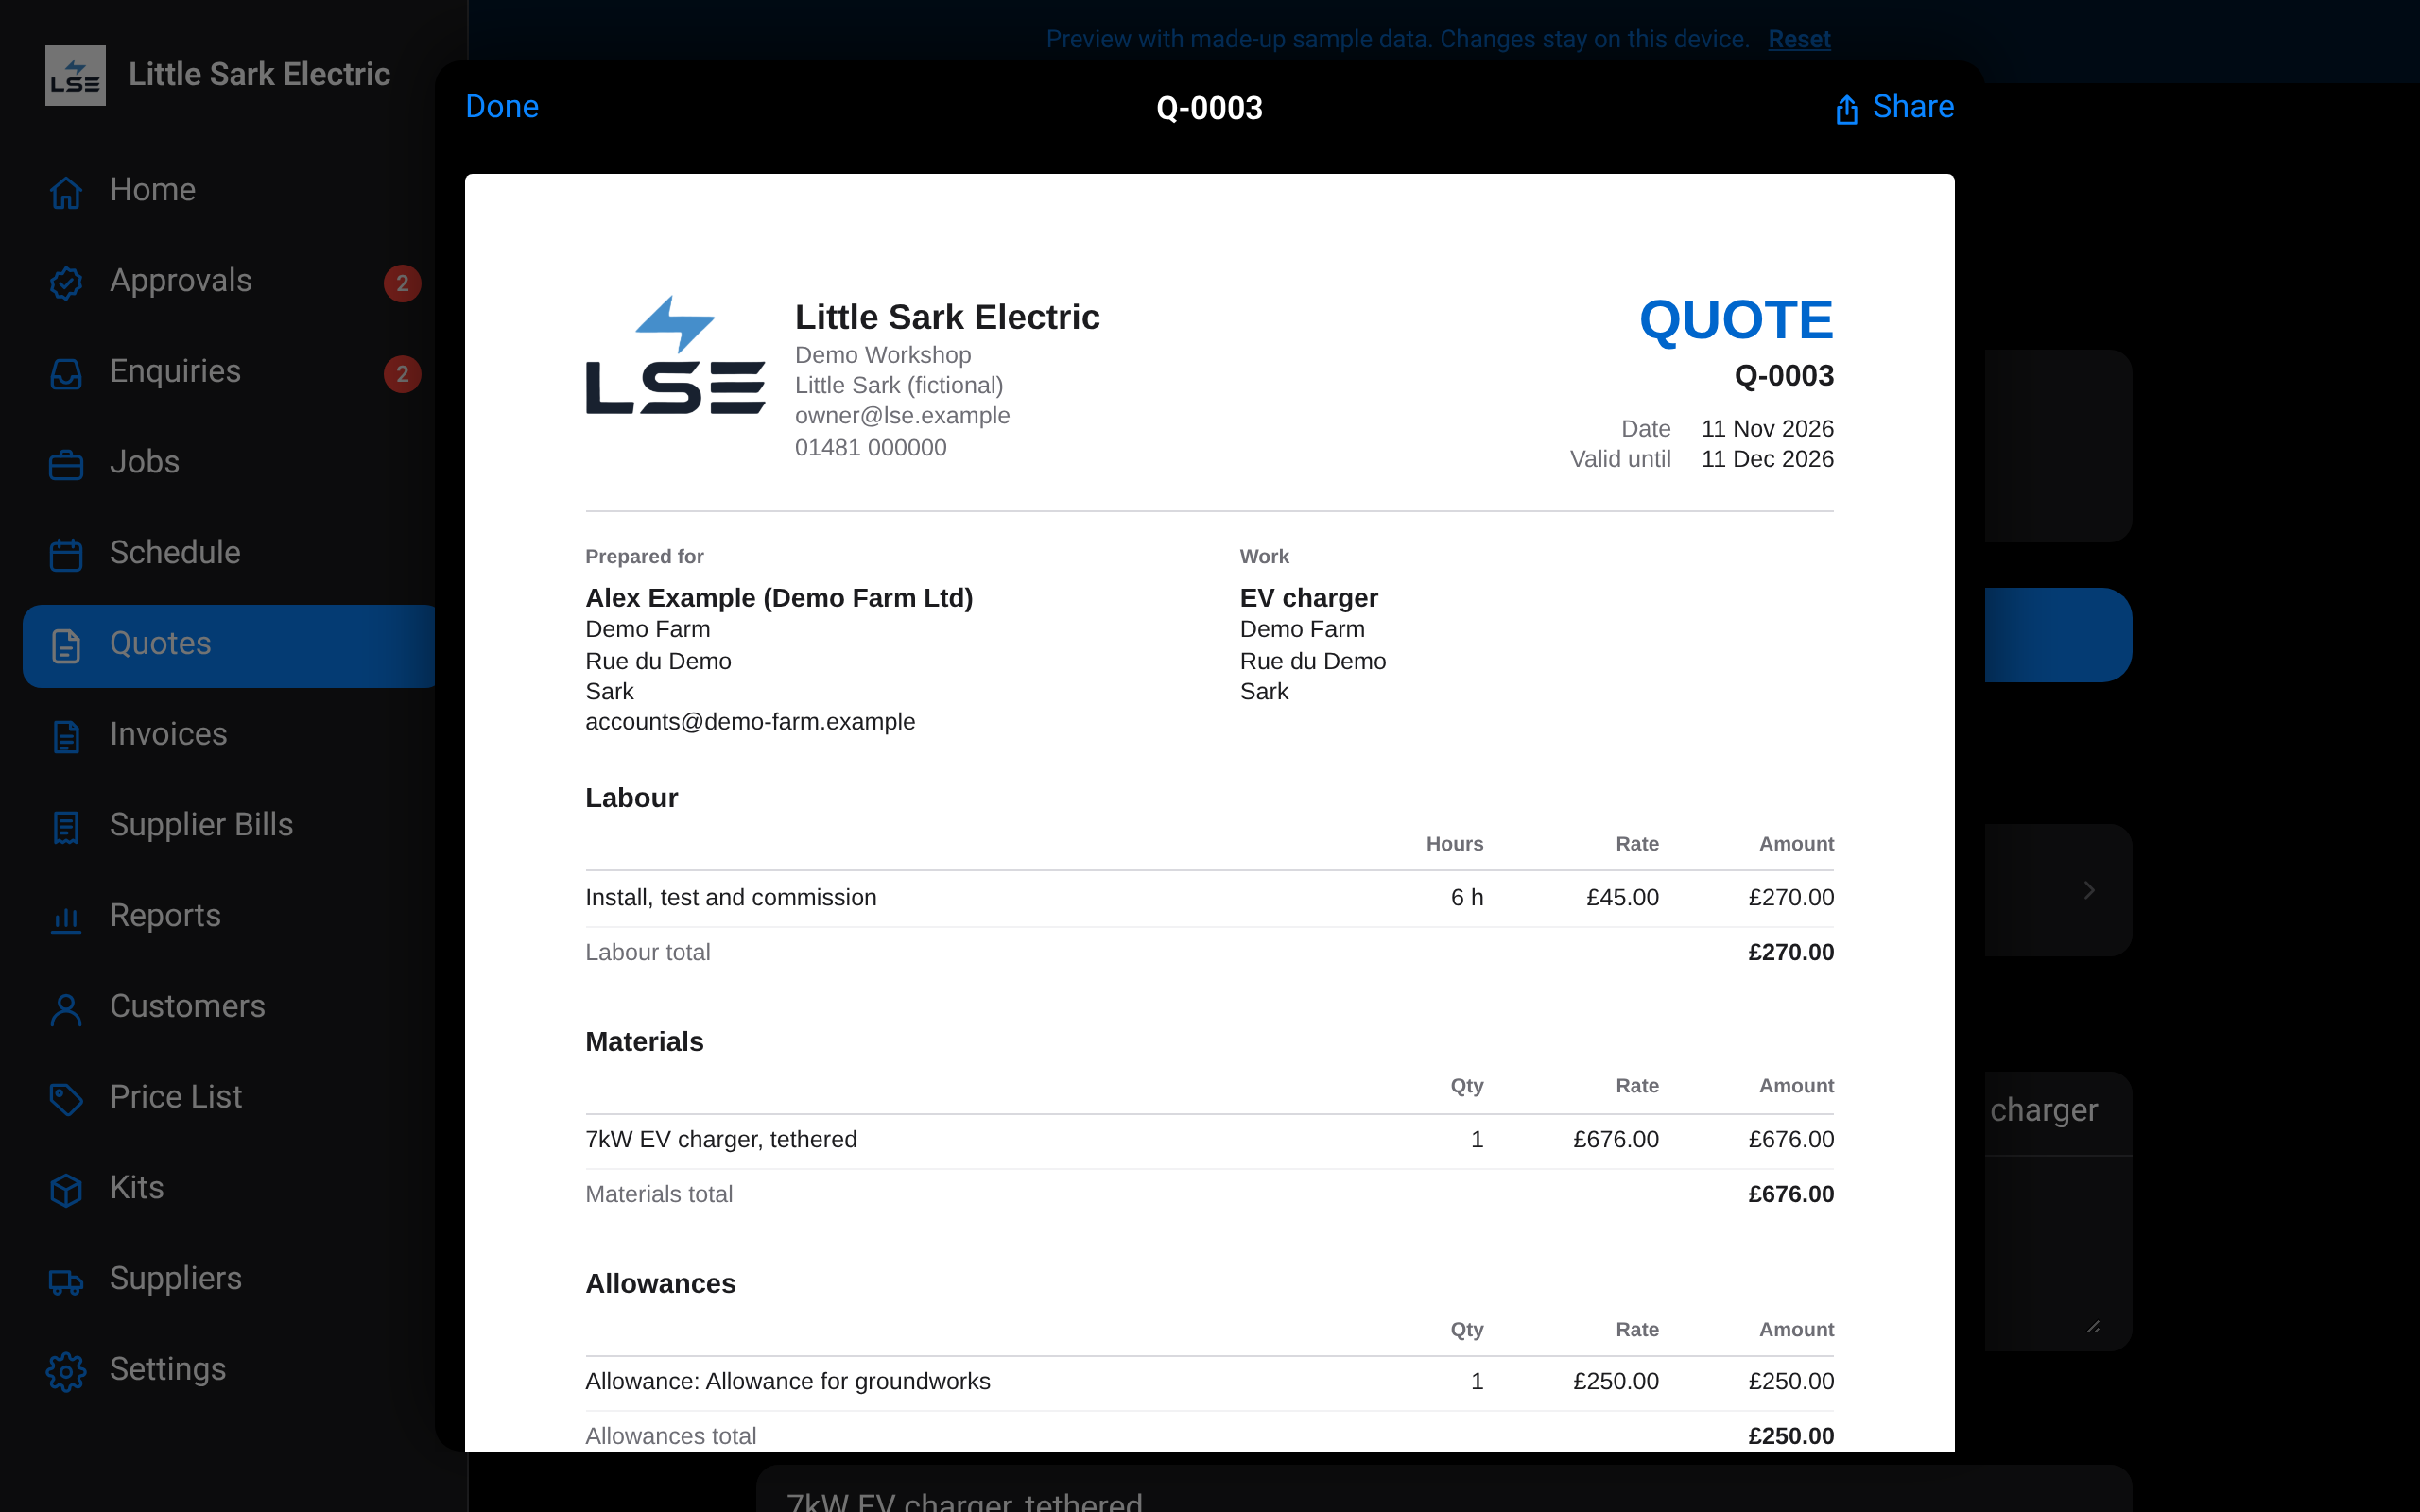 Preview with made-up sample data. Changes stay on this device. Reset
LSE Little Sark Electric
Home
Approvals 2
Enquiries 2
Jobs
Schedule
Quotes
Invoices
Supplier Bills
Reports
Customers
Price List
Kits
Suppliers
Settings
Done Q-0003 Share
LSE
Little Sark Electric
Demo Workshop
Little Sark (fictional)
owner@lse.example
01481 000000
QUOTE
Q-0003
Date 11 Nov 2026
Valid until 11 Dec 2026
Prepared for
Alex Example (Demo Farm Ltd)
Demo Farm
Rue du Demo
Sark
accounts@demo-farm.example
Work
EV charger
Demo Farm
Rue du Demo
Sark
Labour
Hours Rate Amount
Install, test and commission 6 h £45.00 £270.00
Labour total £270.00
Materials
Qty Rate Amount
7kW EV charger, tethered 1 £676.00 £676.00
Materials total £676.00
Allowances
Qty Rate Amount
Allowance: Allowance for groundworks 1 £250.00 £250.00
Allowances total £250.00
charger
7kW EV charger, tethered